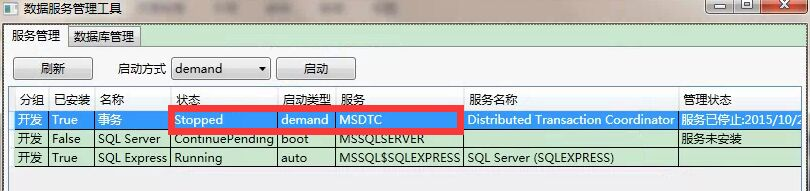 数据服务管理工具
服务管理 数据库管理
刷新 启动方式 demand 启动
分组 已安装 名称 状态 启动类型 服务 服务名称 管理状态
开发 True 事务 Stopped demand MSDTC Distributed Transaction Coordinator 服务已停止:2015/10/2
开发 False SQL Server ContinuePending boot MSSQLSERVER 服务未安装
开发 True SQL Express Running auto MSSQL$SQLEXPRESS SQL Server (SQLEXPRESS)